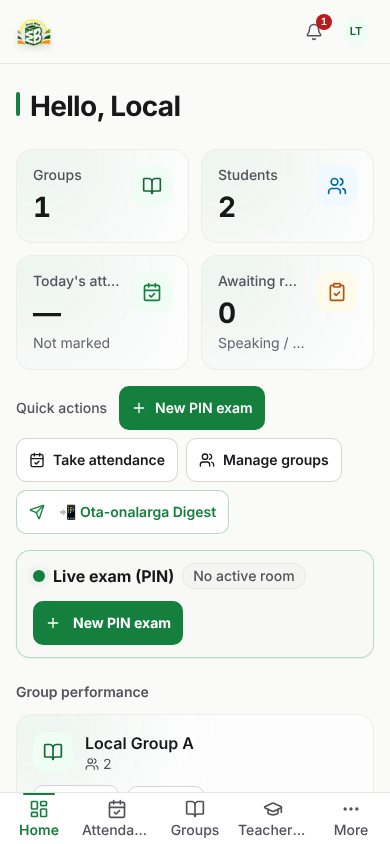 1
LT
Hello, Local
Groups
1
Students
2
Today's att...
—
Not marked
Awaiting r...
0
Speaking / ...
Quick actions
+ New PIN exam
Take attendance
Manage groups
📲 Ota-onalarga Digest
Live exam (PIN)
No active room
+ New PIN exam
Group performance
Local Group A
2
Home
Attenda...
Groups
Teacher...
More